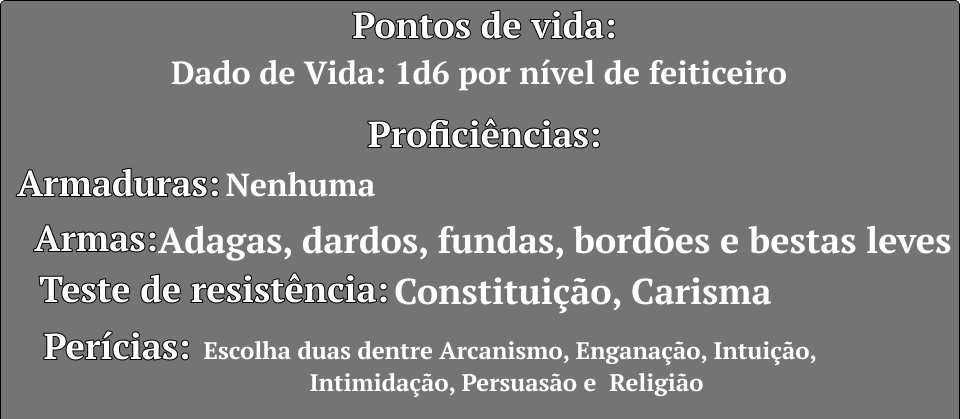 Pontos de vida:
Dado de Vida: 1d6 por nível de feiticeiro
Proficiências:
Armaduras: Nenhuma
Armas:Adagas, dardos, fundas, bordões e bestas leves
Teste de resistência: Constituição, Carisma
Perícias: Escolha duas dentre Arcanismo, Enganação, Intuição,
Intimidação, Persuasão e Religião